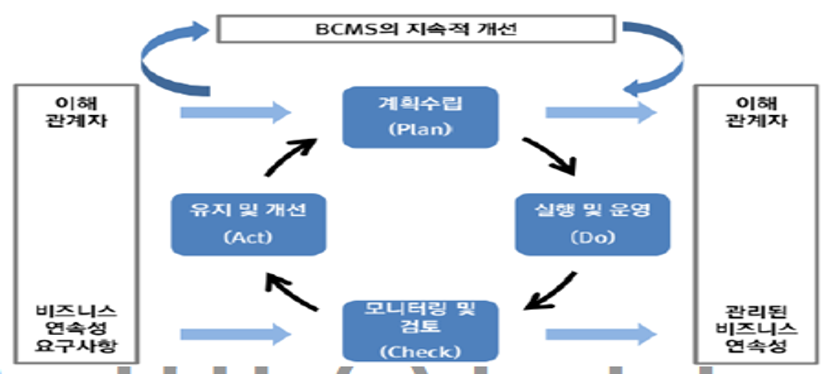 BCMS의 지속적 개선
이해
관계자
비즈니스
연속성
요구사항
계획수립
(Plan)
실행 및 운영
(Do)
모니터링 및
검토
(Check)
유지 및 개선
(Act)
이해
관계자
관리된
비즈니스
연속성